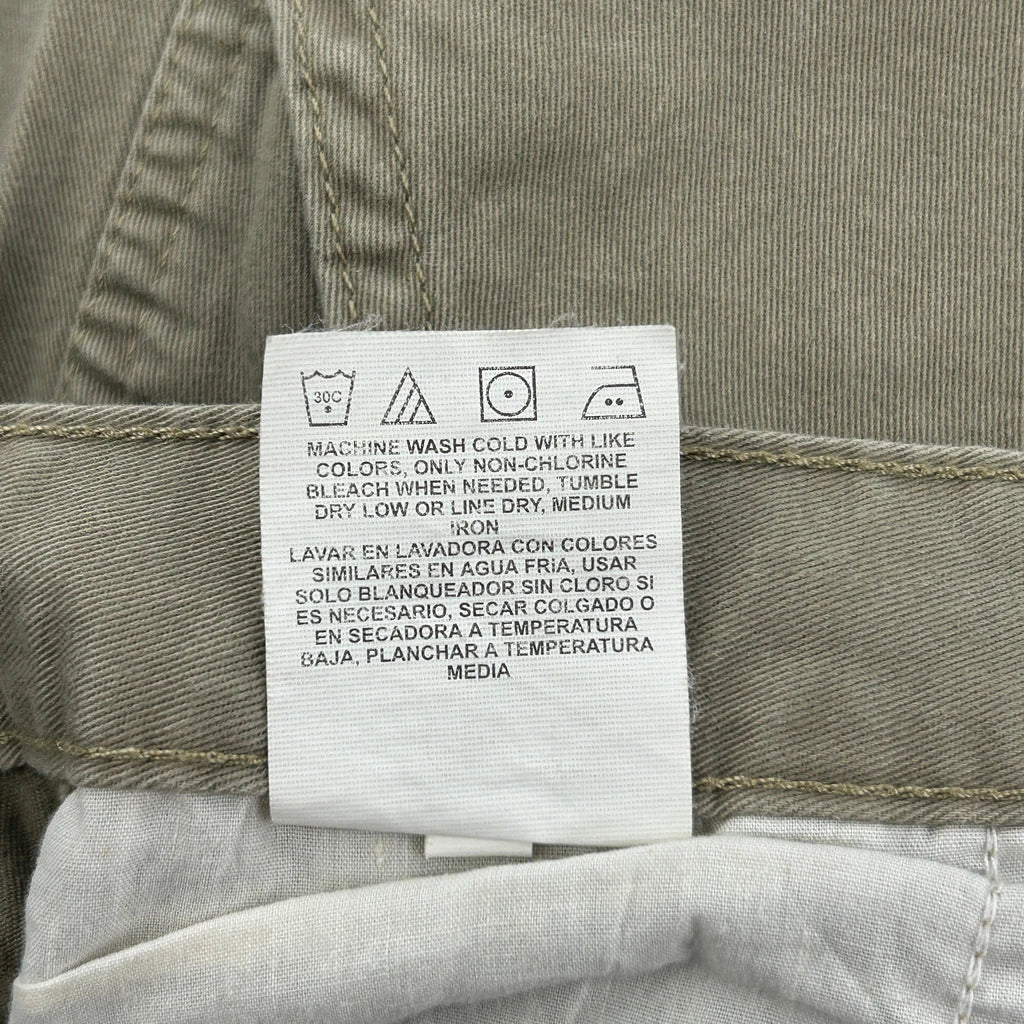 30C
MACHINE WASH COLD WITH LIKE
COLORS, ONLY NON-CHLORINE
BLEACH WHEN NEEDED, TUMBLE
DRY LOW OR LINE DRY, MEDIUM
IRON
LAVAR EN LAVADORA CON COLORES
SIMILARES EN AGUA FRIA, USAR
SOLO BLANQUEADOR SIN CLORO SI
ES NECESARIO, SECAR COLGADO O
EN SECADORA A TEMPERATURA
BAJA, PLANCHAR A TEMPERATURA
MEDIA